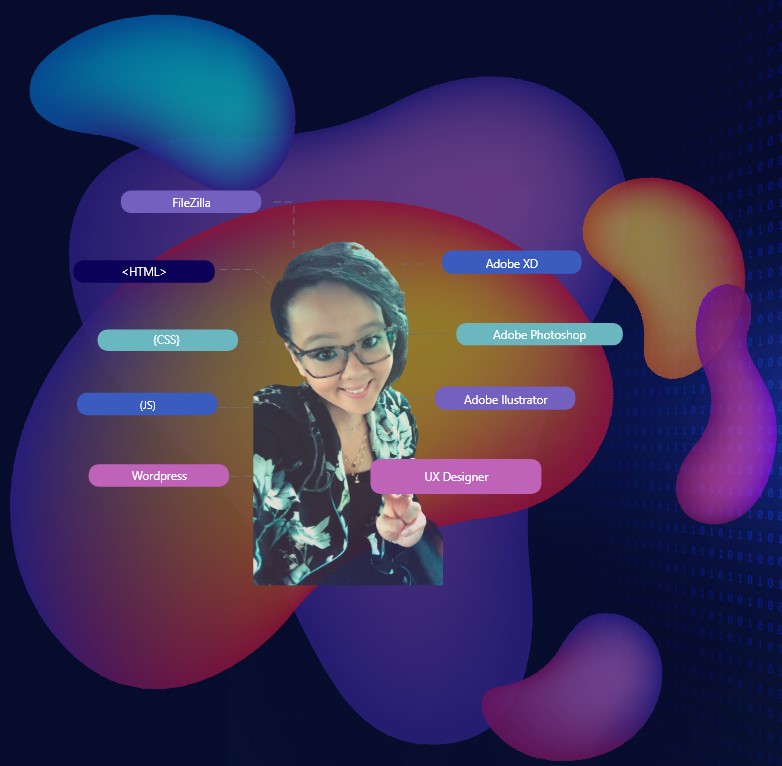 FileZilla
<HTML>
{CSS}
(JS)
Wordpress
Adobe XD
Adobe Photoshop
Adobe Ilustrator
UX Designer